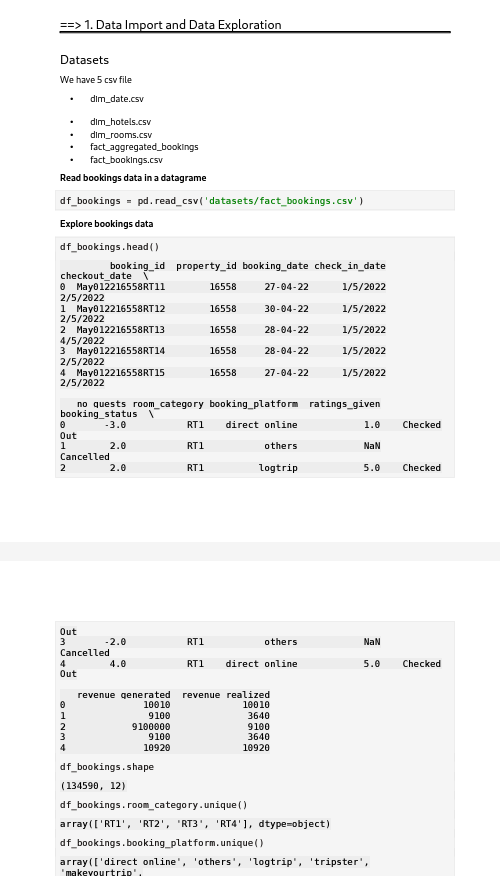 ==> 1. Data Import and Data Exploration
Datasets
We have 5 csv file
• dim_date.csv
• dim_hotels.csv
• dim_rooms.csv
• fact_aggregated_bookings
• fact_bookings.csv
Read bookings data in a datagrame
df_bookings = pd.read_csv('datasets/fact_bookings.csv')
Explore bookings data
df_bookings.head()
booking_id property_id booking_date check_in_date
checkout_date \
0 May012216558RT11 16558 27-04-22 1/5/2022
2/5/2022
1 May012216558RT12 16558 30-04-22 1/5/2022
2/5/2022
2 May012216558RT13 16558 28-04-22 1/5/2022
4/5/2022
3 May012216558RT14 16558 28-04-22 1/5/2022
2/5/2022
4 May012216558RT15 16558 27-04-22 1/5/2022
2/5/2022
no_guests room_category booking_platform ratings_given
booking_status \
0 -3.0 RT1 direct online 1.0 Checked
Out
1 2.0 RT1 others NaN
Cancelled
2 2.0 RT1 logtrip 5.0 Checked
Out
3 -2.0 RT1 others NaN
Cancelled
4 4.0 RT1 direct online 5.0 Checked
Out
revenue_generated revenue_realized
0 10010 10010
1 9100 3640
2 9100000 9100
3 9100 3640
4 10920 10920
df_bookings.shape
(134590, 12)
df_bookings.room_category.unique()
array(['RT1', 'RT2', 'RT3', 'RT4'], dtype=object)
df_bookings.booking_platform.unique()
array(['direct online', 'others', 'logtrip', 'tripster',
'makeyourtrip',